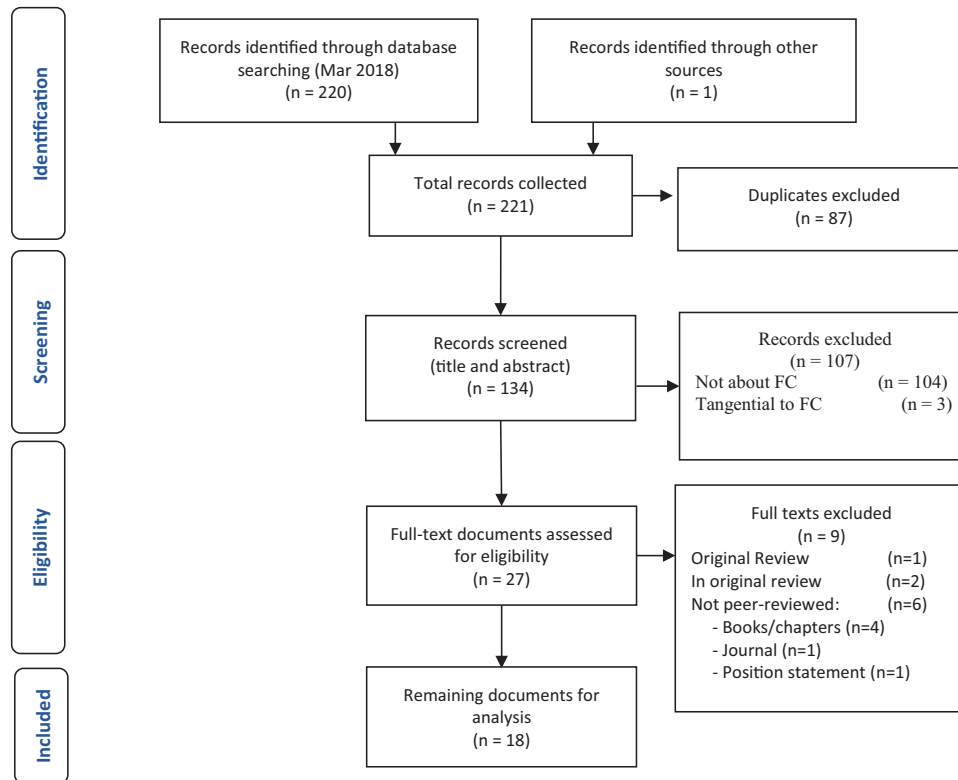 Identification
Records identified through database
searching (Mar 2018)
(n = 220)
Records identified through other
sources
(n = 1)
Total records collected
(n = 221)
Duplicates excluded
(n = 87)
Screening
Records screened
(title and abstract)
(n = 134)
Records excluded
(n = 107)
Not about FC (n = 104)
Tangential to FC (n = 3)
Eligibility
Full-text documents assessed
for eligibility
(n = 27)
Full texts excluded
(n = 9)
Original Review (n=1)
In original review (n=2)
Not peer-reviewed: (n=6)
- Books/chapters (n=4)
- Journal (n=1)
- Position statement (n=1)
Included
Remaining documents for
analysis
(n = 18)